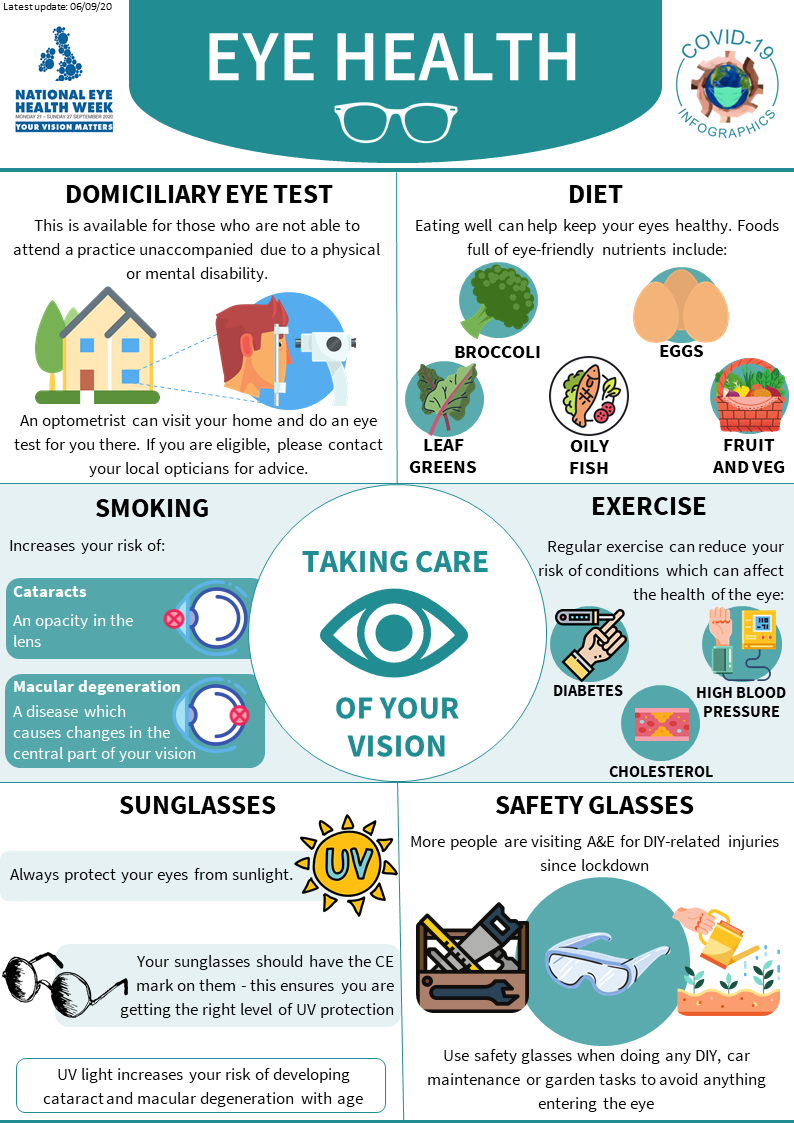 Latest update: 06/09/20
NATIONAL EYE
HEALTH WEEK
MONDAY 21 - SUNDAY 27 SEPTEMBER 2020
YOUR VISION MATTERS
EYE HEALTH
COVID-19
INFOGRAPHICS
DOMICILIARY EYE TEST
This is available for those who are not able to
attend a practice unaccompanied due to a physical
or mental disability.
An optometrist can visit your home and do an eye
test for you there. If you are eligible, please contact
your local opticians for advice.
DIET
Eating well can help keep your eyes healthy. Foods
full of eye-friendly nutrients include:
BROCCOLI
EGGS
LEAF
GREENS
OILY
FISH
FRUIT
AND VEG
SMOKING
Increases your risk of:
Cataracts
An opacity in the
lens
Macular degeneration
A disease which
causes changes in the
central part of your vision
TAKING CARE
OF YOUR
VISION
EXERCISE
Regular exercise can reduce your
risk of conditions which can affect
the health of the eye:
DIABETES
HIGH BLOOD
PRESSURE
CHOLESTEROL
SUNGLASSES
Always protect your eyes from sunlight.
UV
Your sunglasses should have the CE
mark on them - this ensures you are
getting the right level of UV protection
UV light increases your risk of developing
cataract and macular degeneration with age
SAFETY GLASSES
More people are visiting A&E for DIY-related injuries
since lockdown
Use safety glasses when doing any DIY, car
maintenance or garden tasks to avoid anything
entering the eye